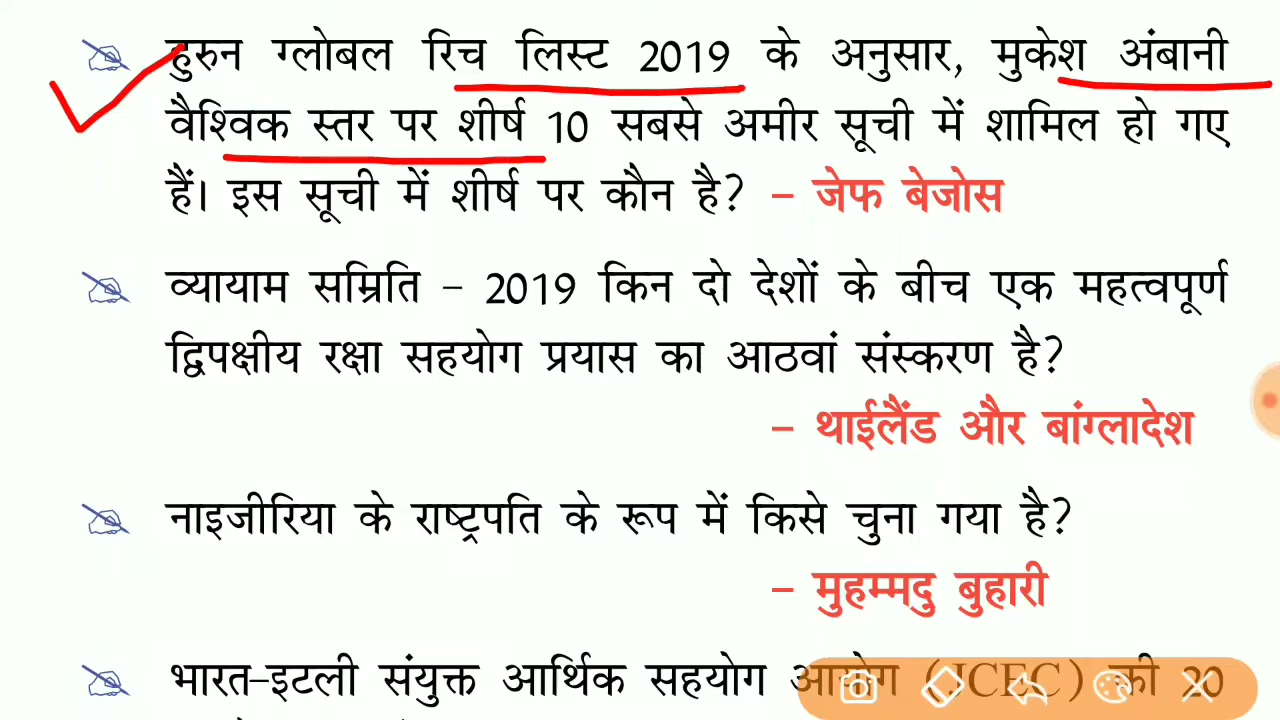 हुरुन ग्लोबल रिच लिस्ट 2019 के अनुसार, मुकेश अंबानी
वैश्विक स्तर पर शीर्ष 10 सबसे अमीर सूची में शामिल हो गए
हैं। इस सूची में शीर्ष पर कौन है? – जेफ बेजोस
व्यायाम सम्प्रिति – 2019 किन दो देशों के बीच एक महत्वपूर्ण
द्विपक्षीय रक्षा सहयोग प्रयास का आठवां संस्करण है?
– थाईलैंड और बांग्लादेश
नाइजीरिया के राष्ट्रपति के रूप में किसे चुना गया है?
– मुहम्मदु बुहारी
भारत-इटली संयुक्त आर्थिक सहयोग आयोग (JCEC) की 20